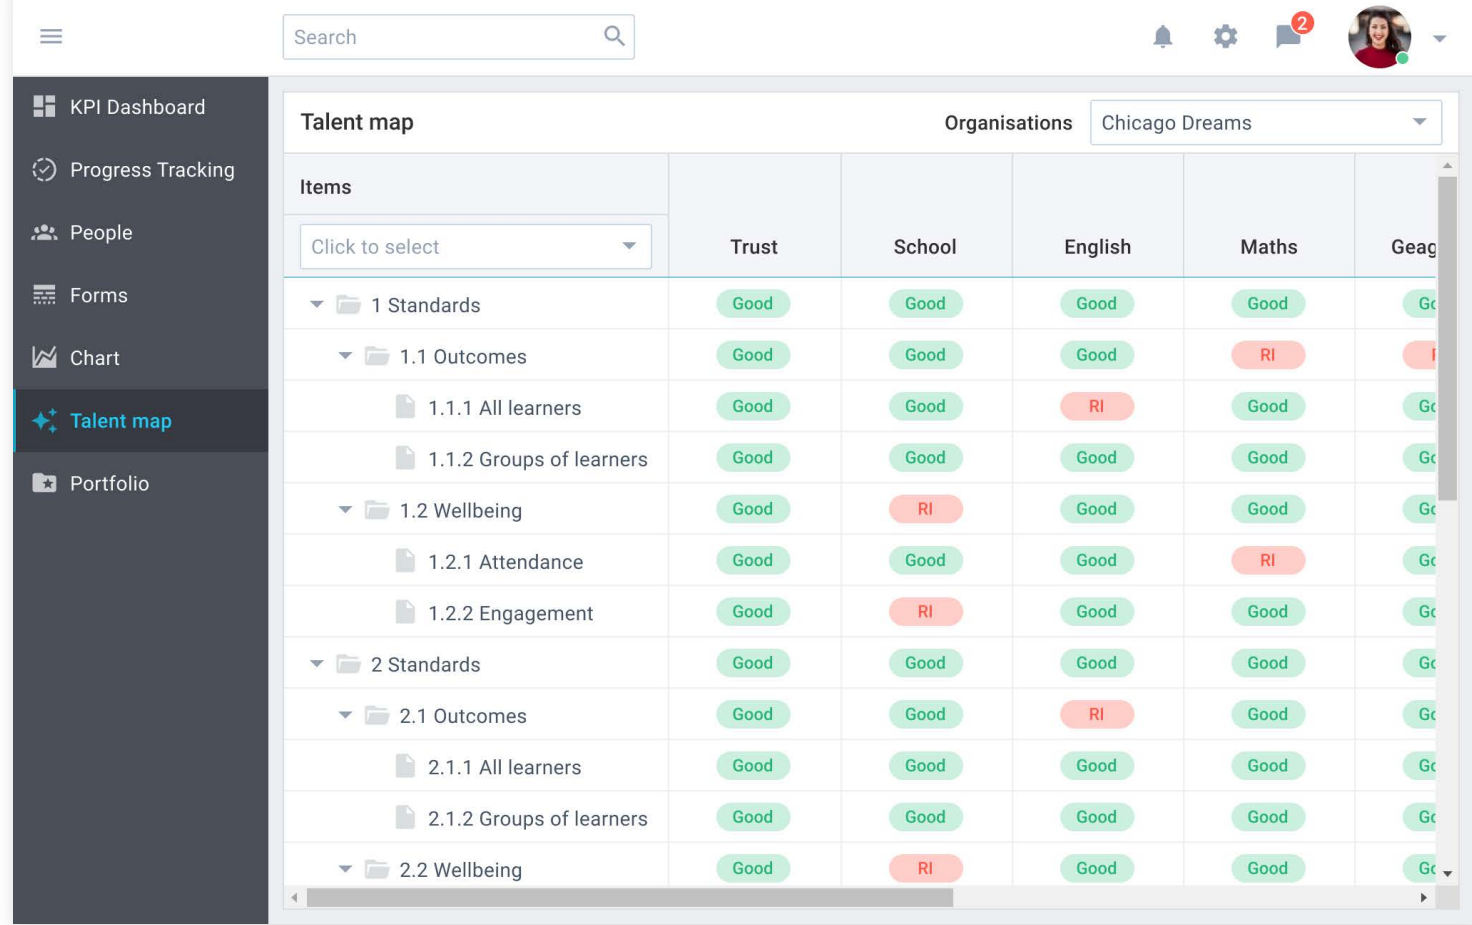 Search
2
KPI Dashboard
Progress Tracking
People
Forms
Chart
Talent map
Portfolio
Talent map
Organisations Chicago Dreams
Items
Click to select Trust School English Maths Geag
1 Standards Good Good Good Good
1.1 Outcomes Good Good Good RI
1.1.1 All learners Good Good RI Good
1.1.2 Groups of learners Good Good Good Good
1.2 Wellbeing Good RI Good Good
1.2.1 Attendance Good Good Good RI
1.2.2 Engagement Good RI Good Good
2 Standards Good Good Good Good
2.1 Outcomes Good Good RI Good
2.1.1 All learners Good Good Good Good
2.1.2 Groups of learners Good Good Good Good
2.2 Wellbeing Good RI Good Good